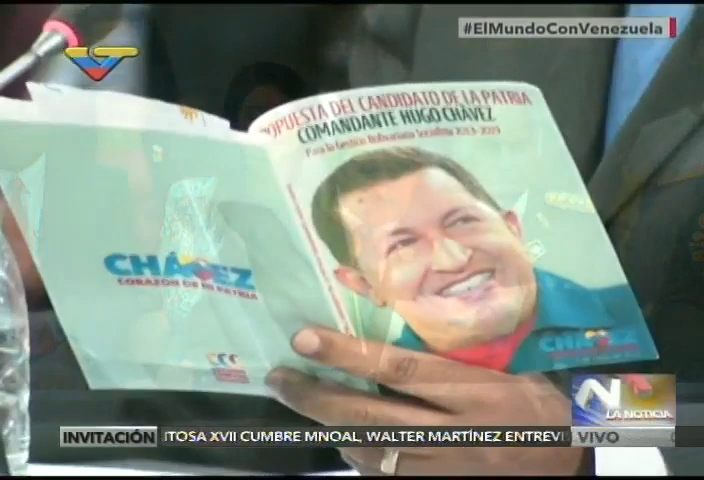 #ElMundoConVenezuela
PROPUESTA DEL CANDIDATO DE LA PATRIA
COMANDANTE HUGO CHÁVEZ
Para la Gestión Bolivariana Socialista 2013-2019
CHÁVEZ
CORAZÓN DE MI PATRIA
CHÁVEZ
LA NOTICIA
INVITACIÓN
ITOSA XVII CUMBRE MNOAL, WALTER MARTÍNEZ ENTREVI
VIVO